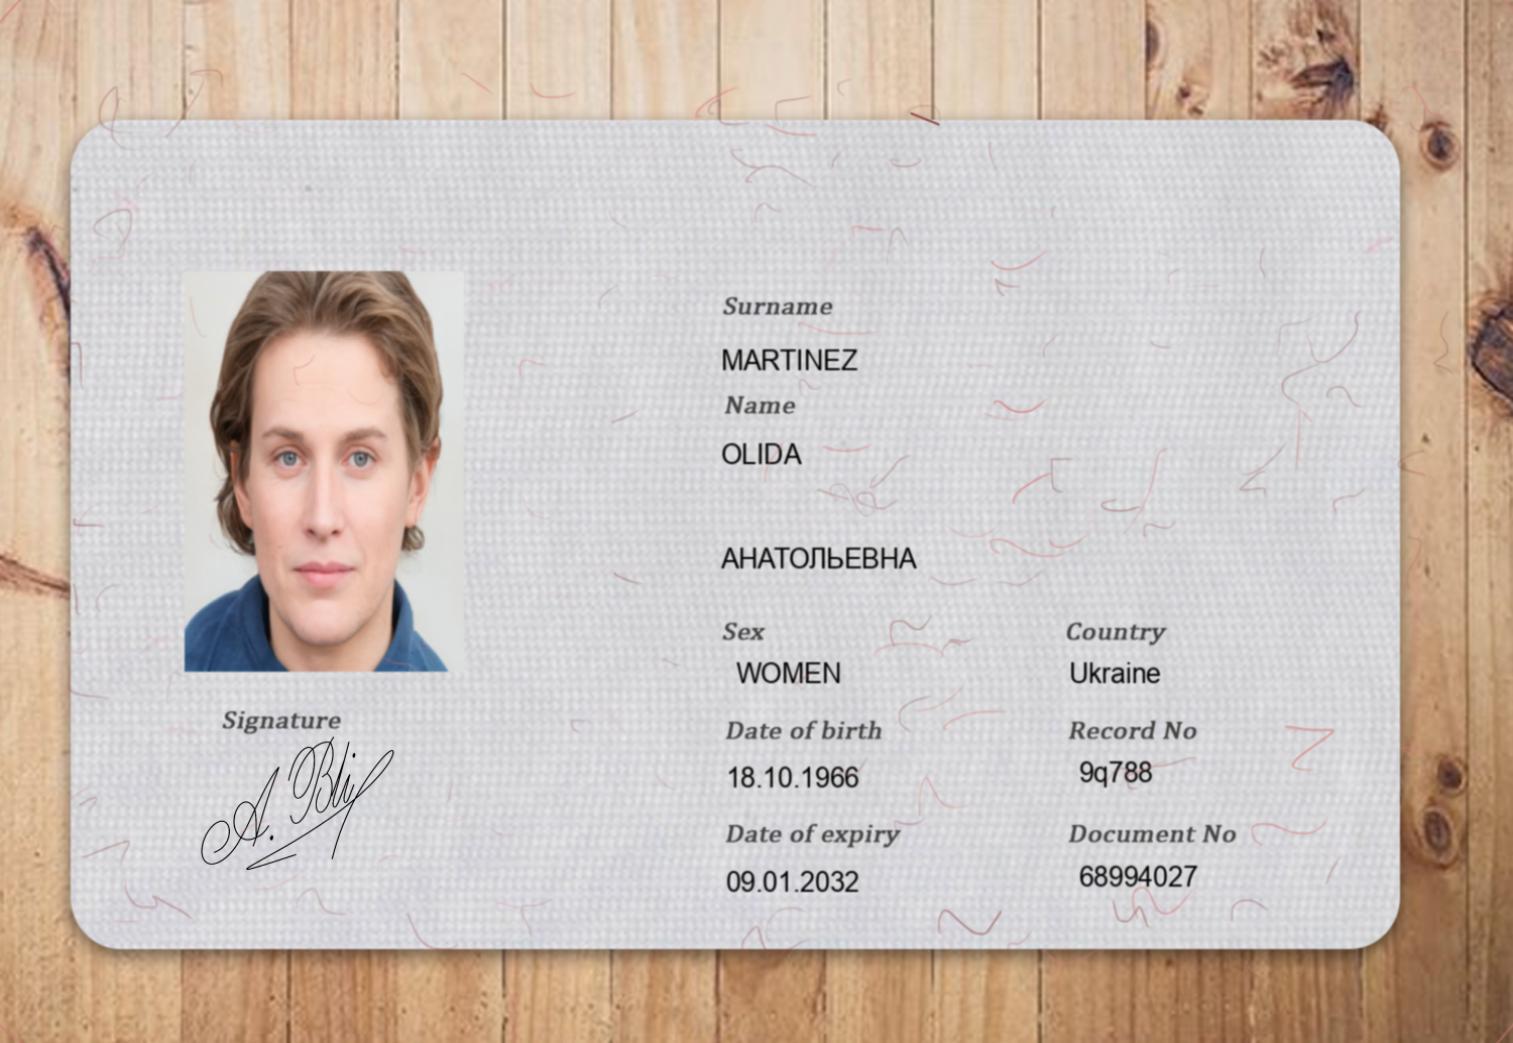 Surname
MARTINEZ
Name
OLIDA
АНАТОЛЬЕВНА
Sex
Country
WOMEN
Ukraine
Date of birth
Record No
18.10.1966
9q788
Date of expiry
Document No
09.01.2032
68994027
Signature
A. Bli